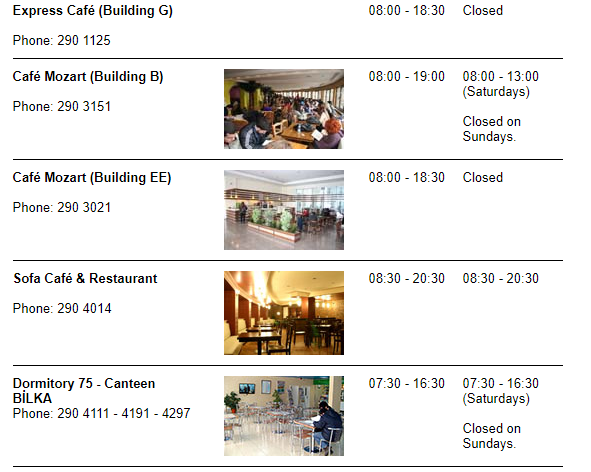 Express Café (Building G)
08:00 - 18:30
Closed
Phone: 290 1125
Café Mozart (Building B)
08:00 - 19:00
08:00 - 13:00
(Saturdays)
Phone: 290 3151
Closed on
Sundays.
Café Mozart (Building EE)
08:00 - 18:30
Closed
Phone: 290 3021
Sofa Café & Restaurant
08:30 - 20:30
08:30 - 20:30
Phone: 290 4014
Dormitory 75 - Canteen
BİLKA
Phone: 290 4111 - 4191 - 4297
07:30 - 16:30
07:30 - 16:30
(Saturdays)
Closed on
Sundays.